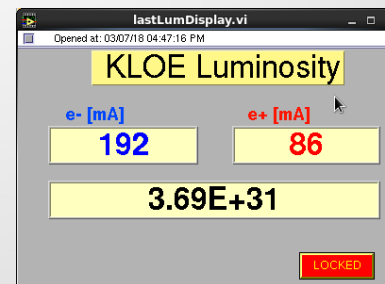 lastLumDisplay.vi
Opened at: 03/07/18 04:47:16 PM
KLOE Luminosity
e- [mA] e+ [mA]
192 86
3.69E+31
LOCKED